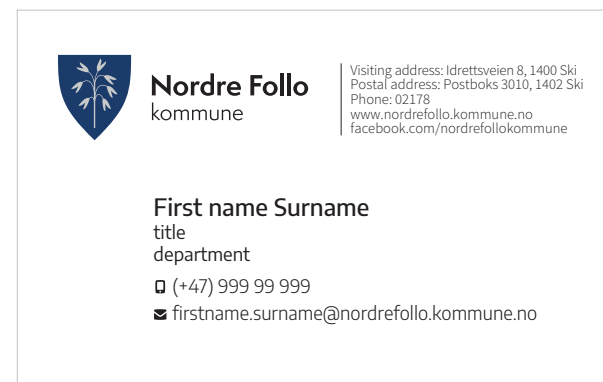 Nordre Follo
kommune
Visiting address: Idrettsveien 8, 1400 Ski
Postal address: Postboks 3010, 1402 Ski
Phone: 02178
www.nordrefollo.kommune.no
facebook.com/nordrefollokommune
First name Surname
title
department
(+47) 999 99 999
firstname.surname@nordrefollo.kommune.no